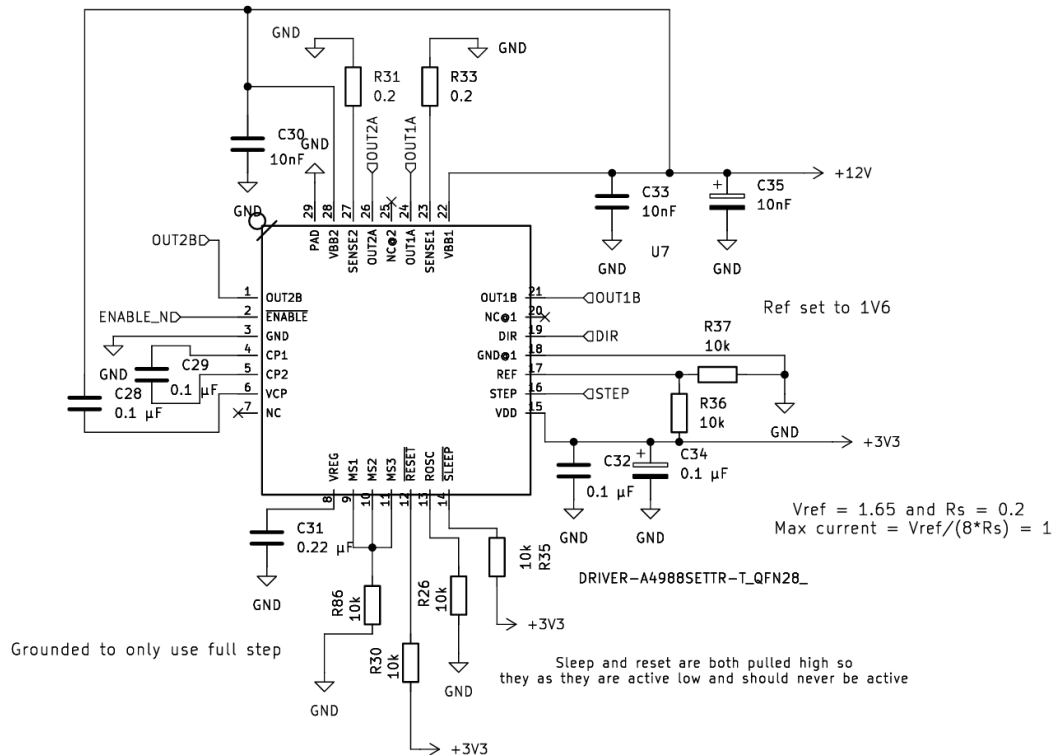 GND
GND
R31
0.2
R33
0.2
OUT2A
OUT1A
C30
10nF
GND
GND
+12V
C33
10nF
C35
10nF
+
GND
GND
U7
29
28
27
26
25
24
23
22
PAD
VBB2
SENSE2
OUT2A
NC@2
OUT1A
SENSE1
VBB1
OUT2B
1
OUT2B
ENABLE_N
2
ENABLE
3
GND
GND
4
CP1
C29
0.1 µF
5
CP2
C28
0.1 µF
6
VCP
7
NC
OUT1B
21
OUT1B
NC@1
20
DIR
19
DIR
GND@1
18
REF
17
STEP
16
STEP
VDD
15
Ref set to 1V6
R37
10k
R36
10k
GND
+3V3
C32
0.1 µF
+
C34
0.1 µF
GND
GND
VREG
MS1
MS2
MS3
RESET
ROSC
SLEEP
8
9
10
11
12
13
14
C31
0.22 µF
GND
R86
10k
GND
R30
10k
+3V3
R26
10k
GND
R35
10k
+3V3
Vref = 1.65 and Rs = 0.2
Max current = Vref/(8*Rs) = 1
DRIVER-A4988SETTR-T_QFN28_
Grounded to only use full step
Sleep and reset are both pulled high so
they as they are active low and should never be active